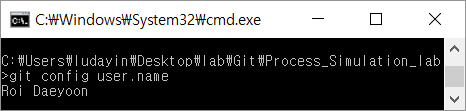 C:₩Windows₩System32₩cmd.exe
C:₩Users₩ludayin₩Desktop₩lab₩Git₩Process_Simulation_lab
>git config user.name
Roi Daeyoon